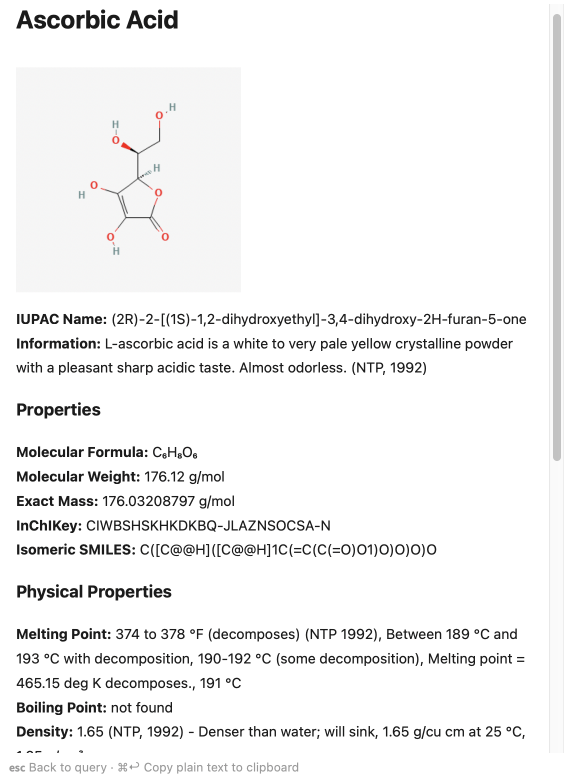 Ascorbic Acid
H
O
H
O
H
O
H
O
O
H
O
IUPAC Name: (2R)-2-[(1S)-1,2-dihydroxyethyl]-3,4-dihydroxy-2H-furan-5-one
Information: L-ascorbic acid is a white to very pale yellow crystalline powder
with a pleasant sharp acidic taste. Almost odorless. (NTP, 1992)
Properties
Molecular Formula: C₆H₈O₆
Molecular Weight: 176.12 g/mol
Exact Mass: 176.03208797 g/mol
InChIKey: CIWBSHSKHKDKBQ-JLAZNSOCSA-N
Isomeric SMILES: C([C@@H]([C@@H]1C(=C(C(=O)O1)O)O)O)O
Physical Properties
Melting Point: 374 to 378 °F (decomposes) (NTP 1992), Between 189 °C and
193 °C with decomposition, 190-192 °C (some decomposition), Melting point =
465.15 deg K decomposes., 191 °C
Boiling Point: not found
Density: 1.65 (NTP, 1992) - Denser than water; will sink, 1.65 g/cu cm at 25 °C,
esc Back to query · ⌘↩ Copy plain text to clipboard